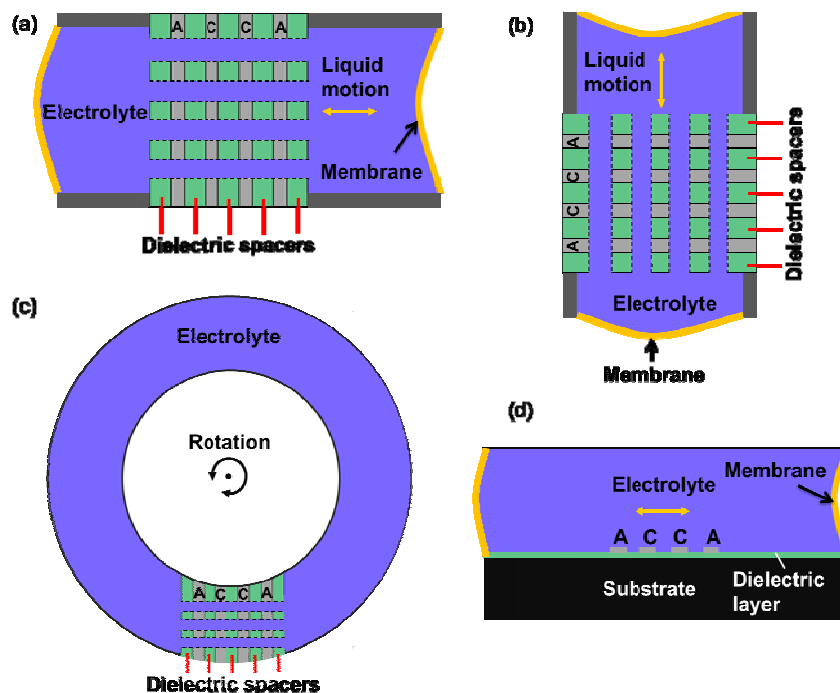 (a)
A C C A
Liquid
motion
Electrolyte
Membrane
Dielectric spacers
(b)
Liquid
motion
A
C
C
A
Dielectric spacers
Electrolyte
Membrane
(c)
Electrolyte
Rotation
A C C A
Dielectric spacers
(d)
Membrane
Electrolyte
A C C A
Substrate
Dielectric
layer